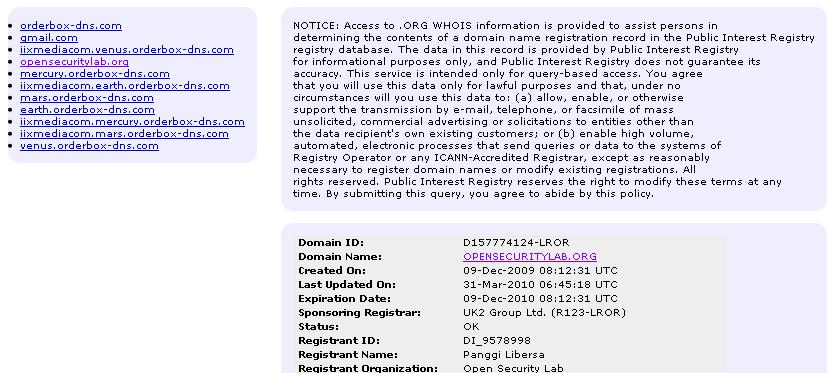 orderbox-dns.com
gmail.com
iixmediacom.venus.orderbox-dns.com
opensecuritylab.org
mercury.orderbox-dns.com
iixmediacom.earth.orderbox-dns.com
mars.orderbox-dns.com
earth.orderbox-dns.com
iixmediacom.mercury.orderbox-dns.com
iixmediacom.mars.orderbox-dns.com
venus.orderbox-dns.com
NOTICE: Access to .ORG WHOIS information is provided to assist persons in
determining the contents of a domain name registration record in the Public Interest Registry
registry database. The data in this record is provided by Public Interest Registry
for informational purposes only, and Public Interest Registry does not guarantee its
accuracy. This service is intended only for query-based access. You agree
that you will use this data only for lawful purposes and that, under no
circumstances will you use this data to: (a) allow, enable, or otherwise
support the transmission by e-mail, telephone, or facsimile of mass
unsolicited, commercial advertising or solicitations to entities other than
the data recipient's own existing customers; or (b) enable high volume,
automated, electronic processes that send queries or data to the systems of
Registry Operator or any ICANN-Accredited Registrar, except as reasonably
necessary to register domain names or modify existing registrations. All
rights reserved. Public Interest Registry reserves the right to modify these terms at any
time. By submitting this query, you agree to abide by this policy.
Domain ID: D157774124-LROR
Domain Name: OPENSECURITYLAB.ORG
Created On: 09-Dec-2009 08:12:31 UTC
Last Updated On: 31-Mar-2010 06:45:18 UTC
Expiration Date: 09-Dec-2010 08:12:31 UTC
Sponsoring Registrar: UK2 Group Ltd. (R123-LROR)
Status: OK
Registrant ID: DI_9578998
Registrant Name: Panggi Libersa
Registrant Organization: Open Security Lab